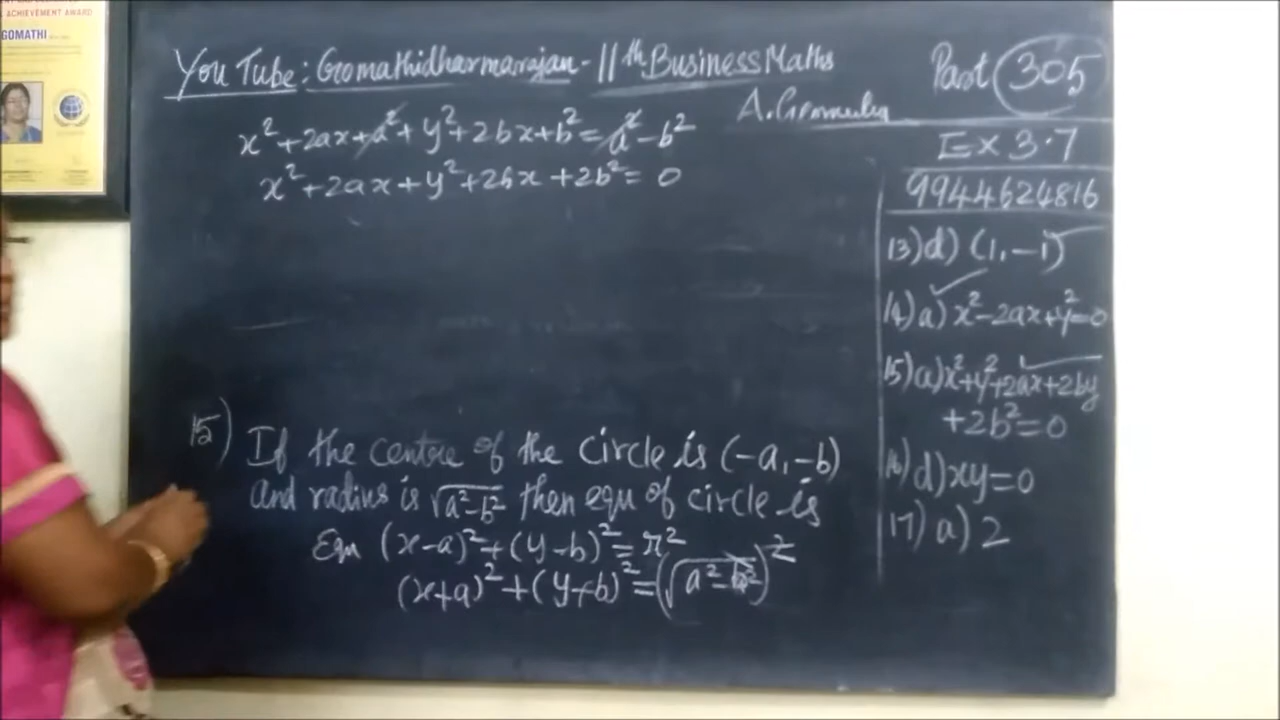 ACHIEVEMENT AWARD
GOMATHI
You Tube: Gomathidharmarajan - 11th Business Maths
A. Gomathi
Part 305
x² + 2ax + a² + y² + 2bx + b² = a² - b²
x² + 2ax + y² + 2bx + 2b² = 0
Ex 3.7
9944624816
13) d) (1, -1)
14) a) x² - 2ax + y² = 0
15) a) x² + y² + 2ax + 2by
+ 2b² = 0
16) d) xy = 0
17) a) 2
15) If the centre of the circle is (-a, -b)
and radius is √a²-b² then equ of circle is
Equ (x-a)² + (y-b)² = r²
(x+a)² + (y+b)² = (√a²-b²)²